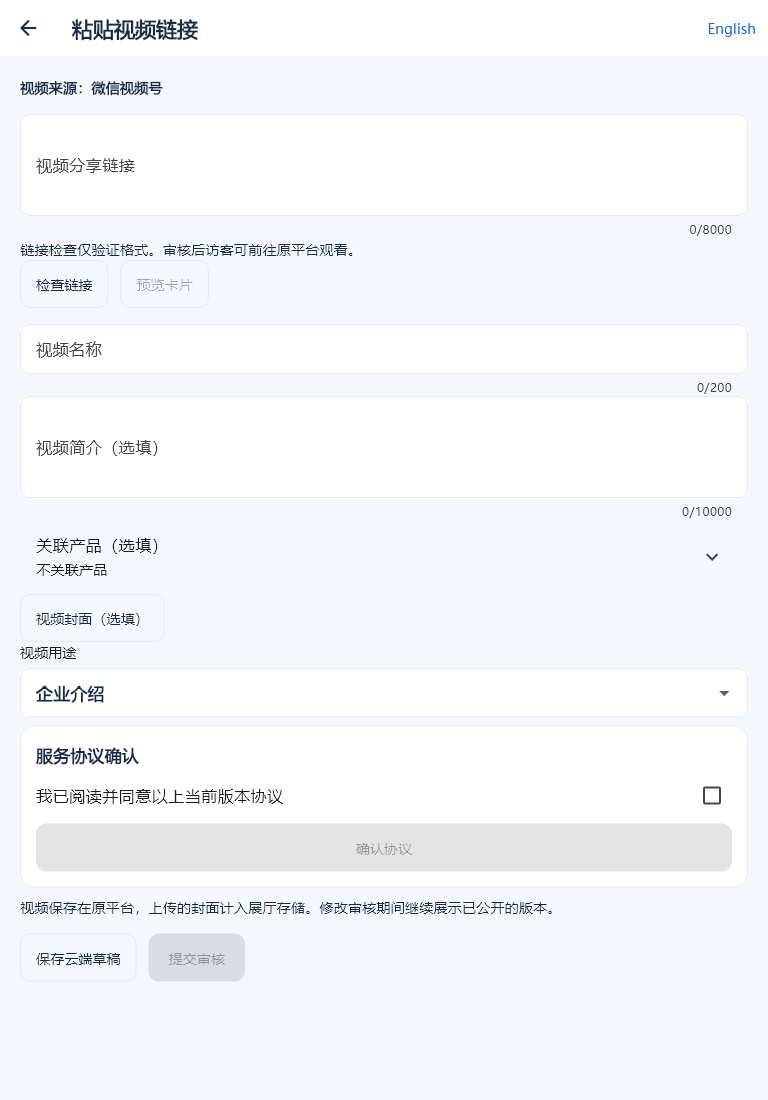 粘贴视频链接
English
视频来源：微信视频号
视频分享链接
0/8000
链接检查仅验证格式。审核后访客可前往原平台观看。
检查链接
预览卡片
视频名称
0/200
视频简介（选填）
0/10000
关联产品（选填）
不关联产品
视频封面（选填）
视频用途
企业介绍
服务协议确认
我已阅读并同意以上当前版本协议
确认协议
视频保存在原平台，上传的封面计入展厅存储。修改审核期间继续展示已公开的版本。
保存云端草稿
提交审核